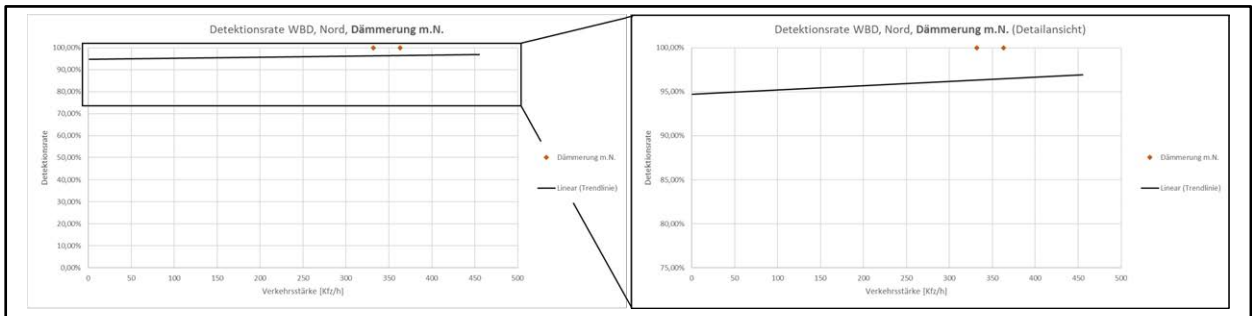 Detektionsrate WBD, Nord, Dämmerung m.N.
100,00%
90,00%
80,00%
70,00%
60,00%
50,00%
40,00%
30,00%
20,00%
10,00%
0,00%
Detektionsrate
0 50 100 150 200 250 300 350 400 450 500
Verkehrsstärke [Kfz/h]
Dämmerung m.N.
Linear (Trendlinie)
Detektionsrate WBD, Nord, Dämmerung m.N. (Detailansicht)
100,00%
95,00%
90,00%
85,00%
80,00%
75,00%
Detektionsrate
0 50 100 150 200 250 300 350 400 450 500
Verkehrsstärke [Kfz/h]
Dämmerung m.N.
Linear (Trendlinie)